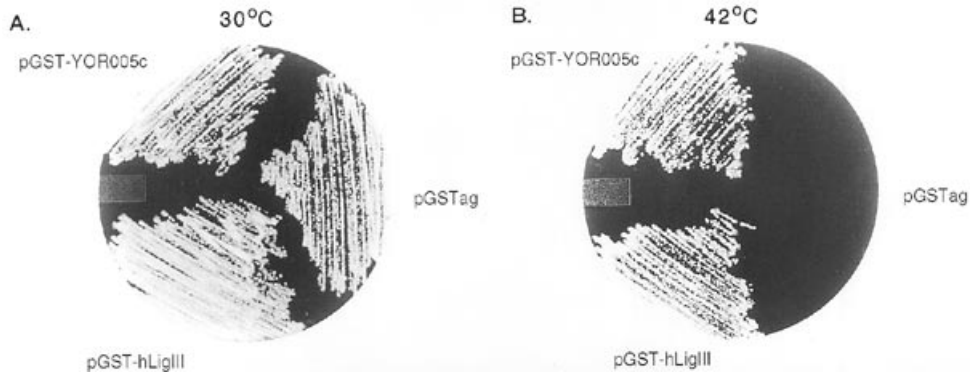 A.
30°C
pGST-YOR005c
pGSTag
pGST-hLigIII
B.
42°C
pGST-YOR005c
pGSTag
pGST-hLigIII